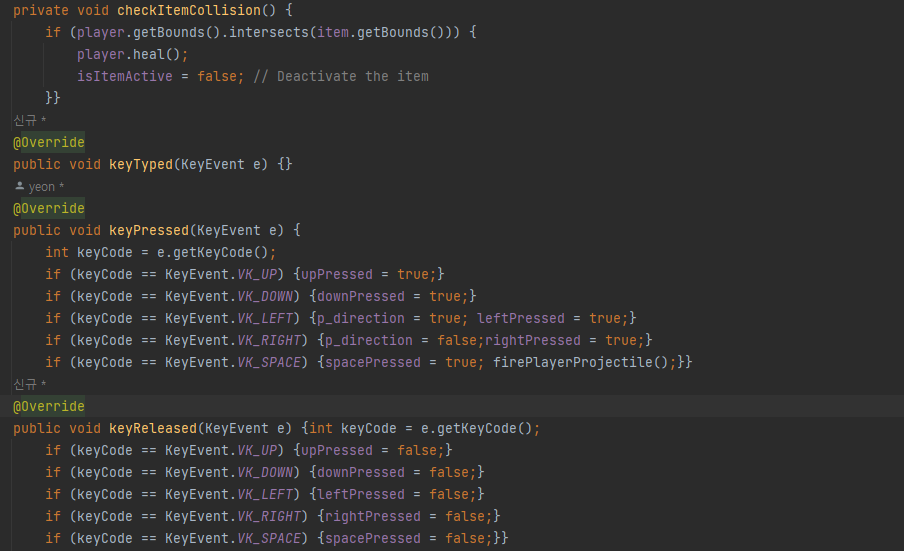 private void checkItemCollision() {
    if (player.getBounds().intersects(item.getBounds())) {
        player.heal();
        isItemActive = false; // Deactivate the item
    }}
신규 *
@Override
public void keyTyped(KeyEvent e) {}
yeon *
@Override
public void keyPressed(KeyEvent e) {
    int keyCode = e.getKeyCode();
    if (keyCode == KeyEvent.VK_UP) {upPressed = true;}
    if (keyCode == KeyEvent.VK_DOWN) {downPressed = true;}
    if (keyCode == KeyEvent.VK_LEFT) {p_direction = true; leftPressed = true;}
    if (keyCode == KeyEvent.VK_RIGHT) {p_direction = false;rightPressed = true;}
    if (keyCode == KeyEvent.VK_SPACE) {spacePressed = true; firePlayerProjectile();}}
신규 *
@Override
public void keyReleased(KeyEvent e) {int keyCode = e.getKeyCode();
    if (keyCode == KeyEvent.VK_UP) {upPressed = false;}
    if (keyCode == KeyEvent.VK_DOWN) {downPressed = false;}
    if (keyCode == KeyEvent.VK_LEFT) {leftPressed = false;}
    if (keyCode == KeyEvent.VK_RIGHT) {rightPressed = false;}
    if (keyCode == KeyEvent.VK_SPACE) {spacePressed = false;}}